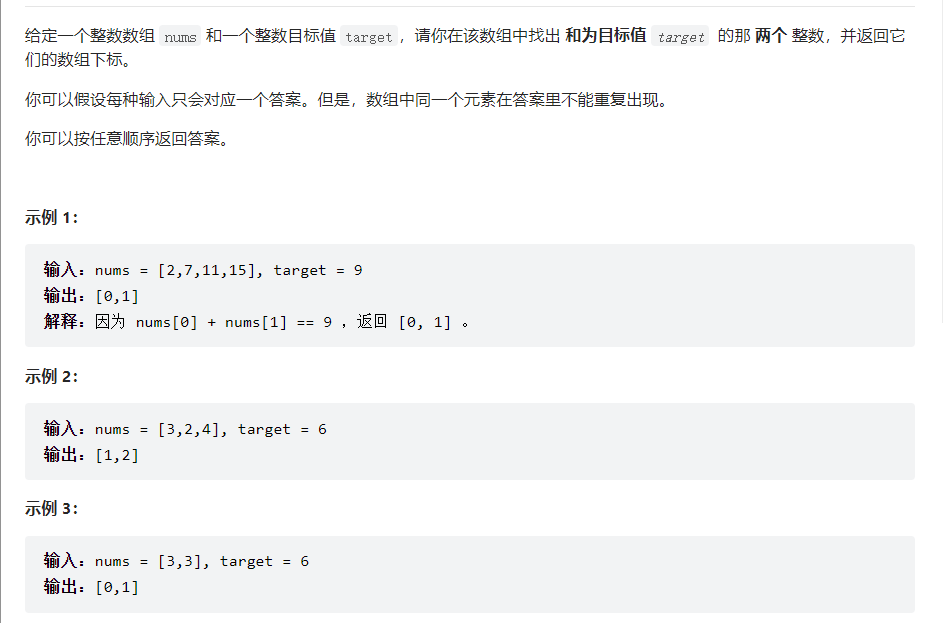 给定一个整数数组 nums 和一个整数目标值 target，请你在该数组中找出 和为目标值 target 的那 两个 整数，并返回它
们的数组下标。
你可以假设每种输入只会对应一个答案。但是，数组中同一个元素在答案里不能重复出现。
你可以按任意顺序返回答案。
示例 1：
输入：nums = [2,7,11,15], target = 9
输出：[0,1]
解释：因为 nums[0] + nums[1] == 9 ，返回 [0, 1] 。
示例 2：
输入：nums = [3,2,4], target = 6
输出：[1,2]
示例 3：
输入：nums = [3,3], target = 6
输出：[0,1]